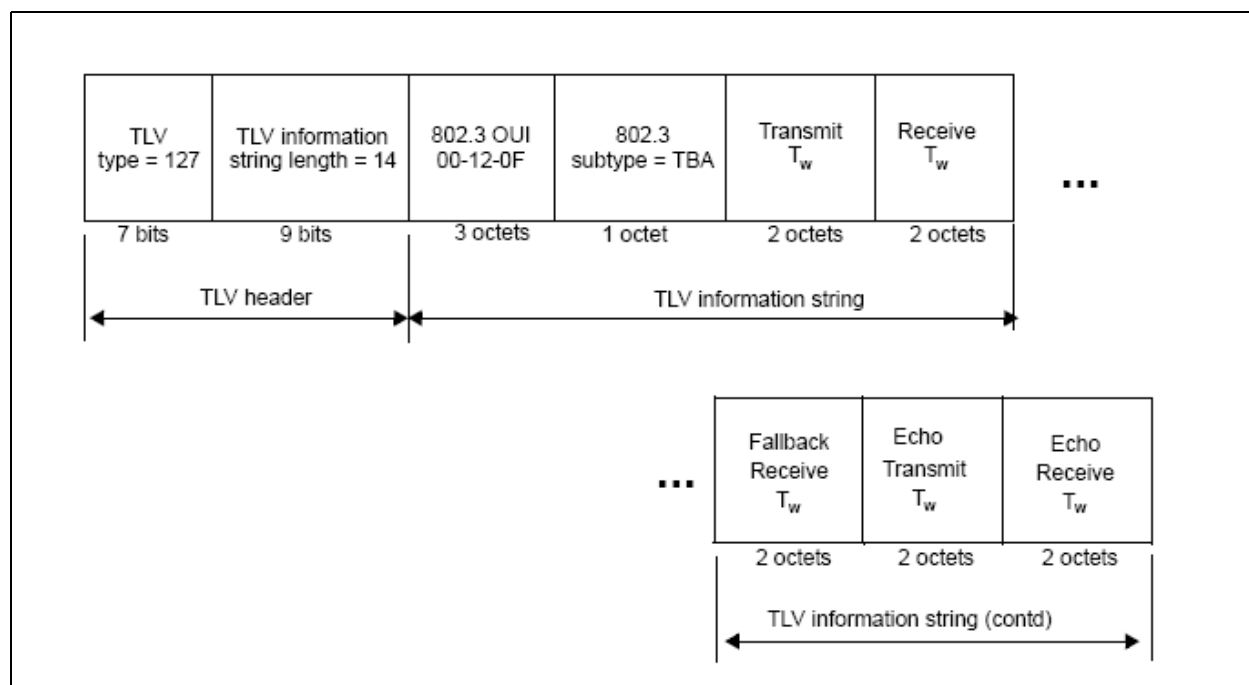 TLV
type = 127
TLV information
string length = 14
802.3 OUI
00-12-0F
802.3
subtype = TBA
Transmit
Tw
Receive
Tw
...
7 bits
9 bits
3 octets
1 octet
2 octets
2 octets
TLV header
TLV information string
...
Fallback
Receive
Tw
Echo
Transmit
Tw
Echo
Receive
Tw
2 octets
2 octets
2 octets
TLV information string (contd)